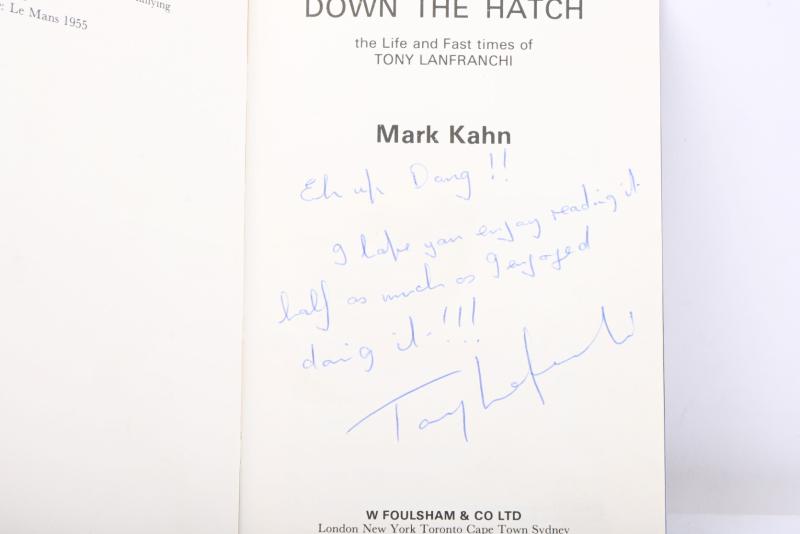 : Le Mans 1955
DOWN THE HATCH
the Life and Fast times of
TONY LANFRANCHI
Mark Kahn
Eh up Doug !!
I hope you enjoy reading it
half as much as I enjoyed
doing it !!!
Tony Lanfranchi
W FOULSHAM & CO LTD
London New York Toronto Cape Town Sydney